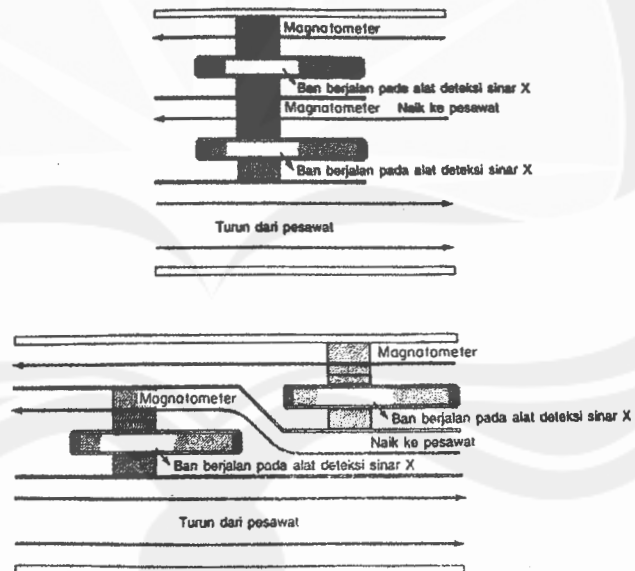 Magnatometer
Ban berjalan pada alat deteksi sinar X
Magnatometer Naik ke pesawat
Ban berjalan pada alat deteksi sinar X
Turun dari pesawat
Magnatometer
Magnatometer
Ban berjalan pada alat deteksi sinar X
Naik ke pesawat
Ban berjalan pada alat deteksi sinar X
Turun dari pesawat